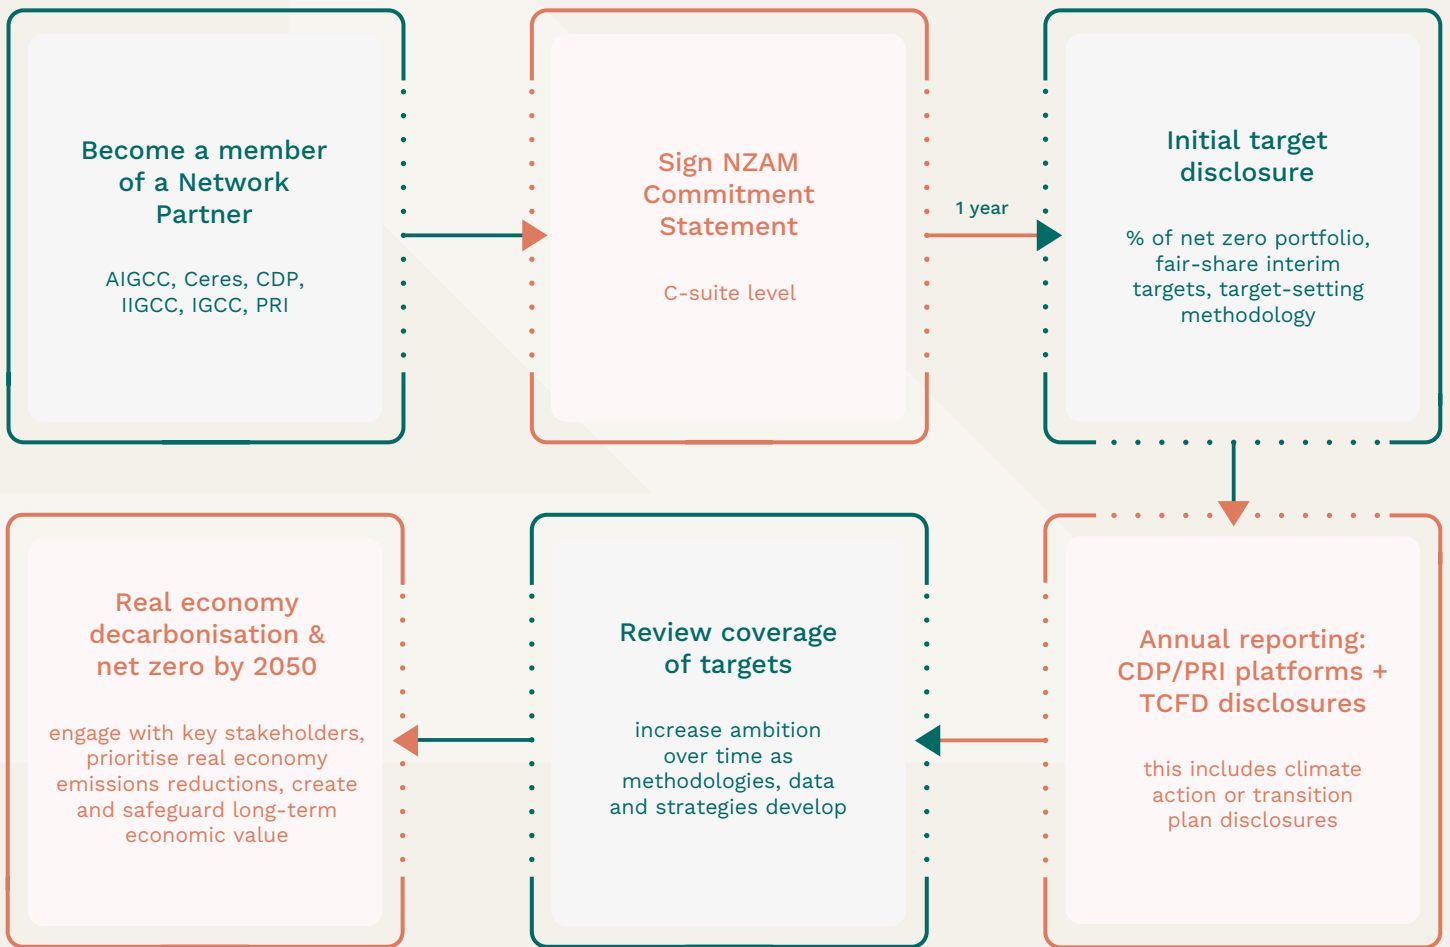 Become a member
of a Network
Partner
AIGCC, Ceres, CDP,
IIGCC, IGCC, PRI
Sign NZAM
Commitment
Statement
C-suite level
1 year
Initial target
disclosure
% of net zero portfolio,
fair-share interim
targets, target-setting
methodology
Annual reporting:
CDP/PRI platforms +
TCFD disclosures
this includes climate
action or transition
plan disclosures
Review coverage
of targets
increase ambition
over time as
methodologies, data
and strategies develop
Real economy
decarbonisation &
net zero by 2050
engage with key stakeholders,
prioritise real economy
emissions reductions, create
and safeguard long-term
economic value